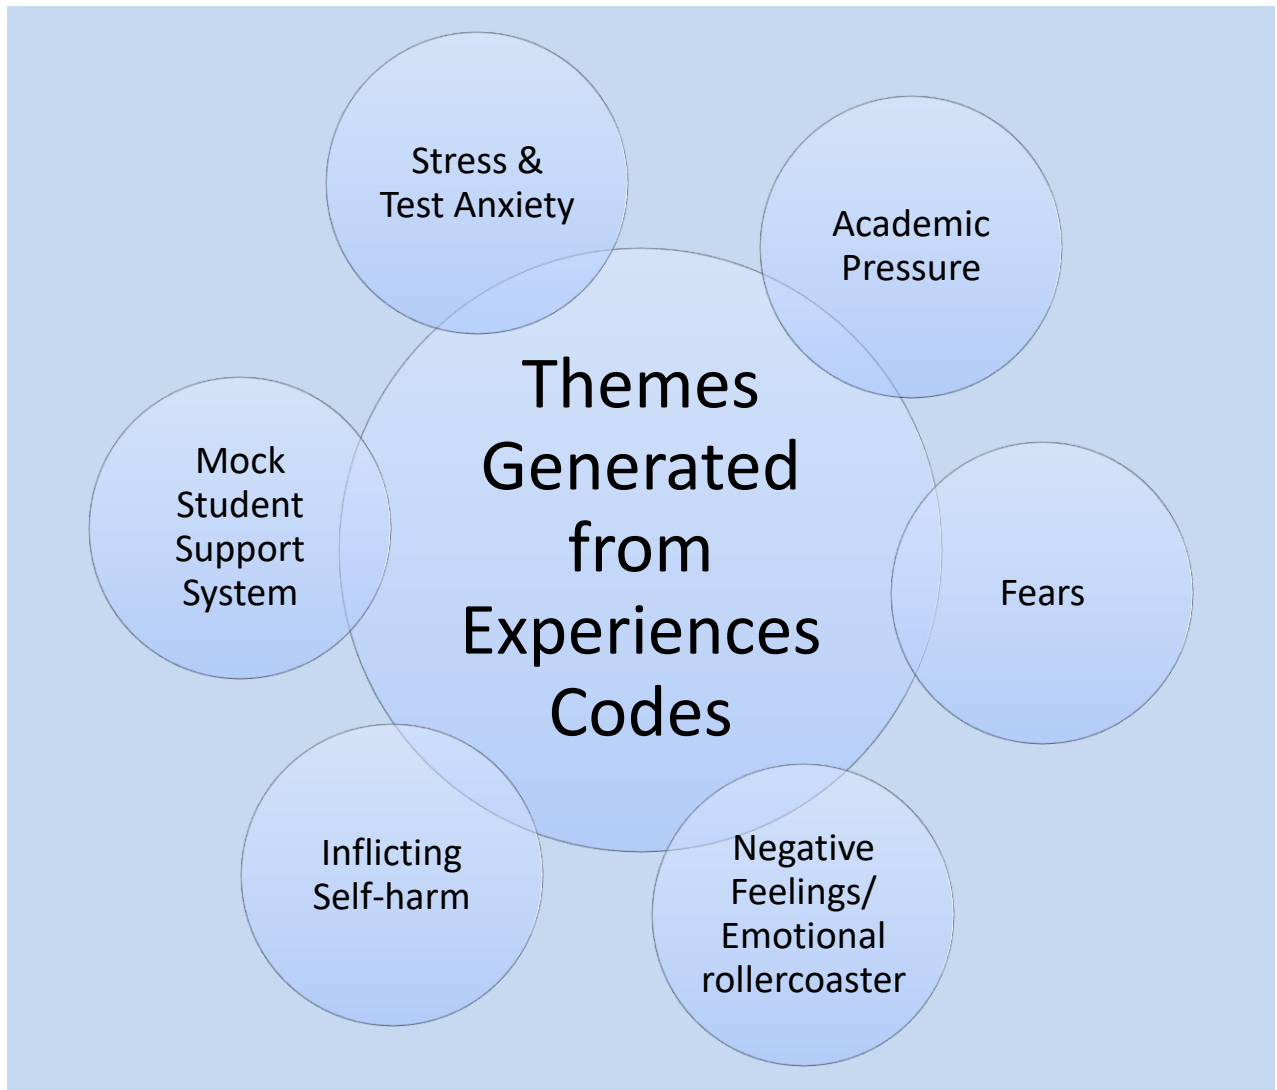 Stress &
Test Anxiety
Academic
Pressure
Themes
Generated
from
Experiences
Codes
Mock
Student
Support
System
Fears
Inflicting
Self-harm
Negative
Feelings/
Emotional
rollercoaster